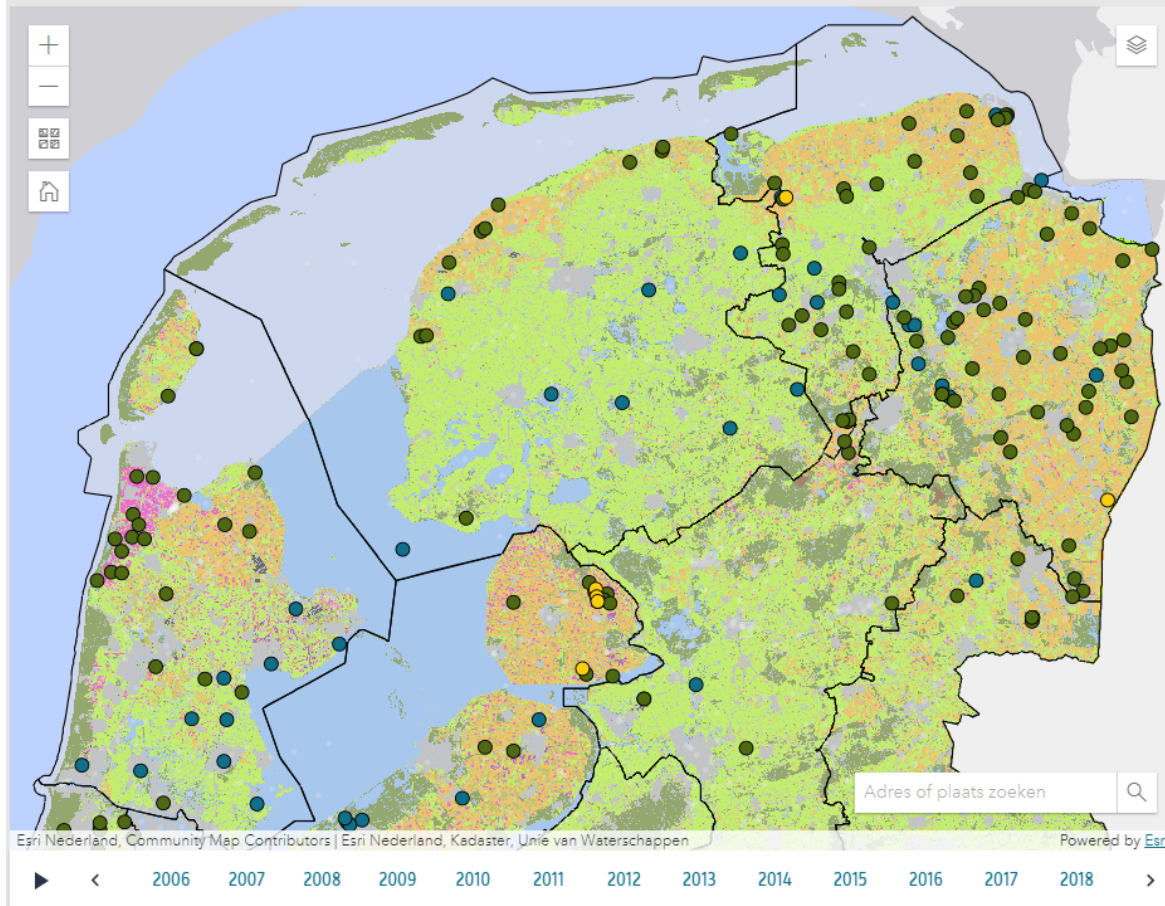 Adres of plaats zoeken
Esri Nederland, Community Map Contributors | Esri Nederland, Kadaster, Unie van Waterschappen
Powered by Esr
2006 2007 2008 2009 2010 2011 2012 2013 2014 2015 2016 2017 2018